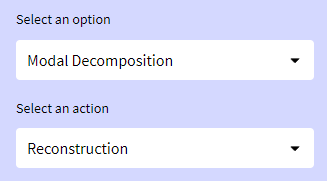 Select an option
Modal Decomposition
Select an action
Reconstruction